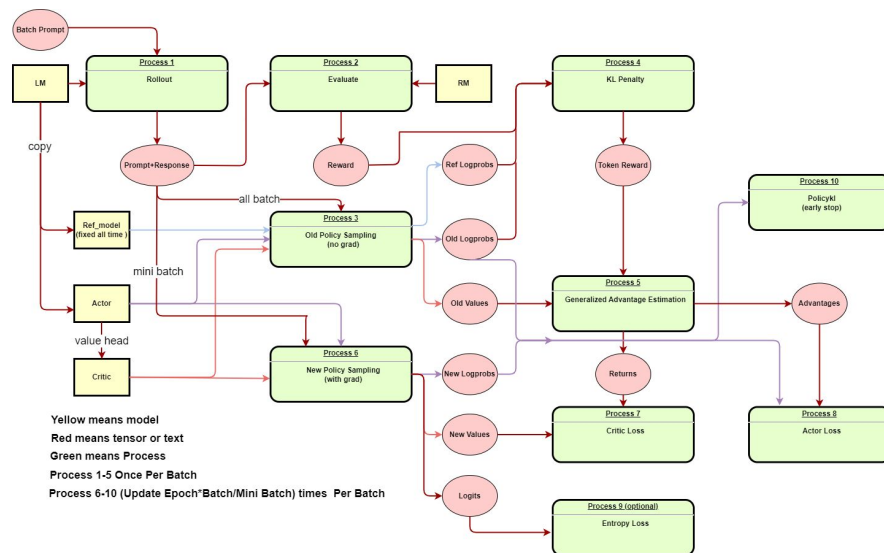 Batch Prompt
Process 1
Rollout
Process 2
Evaluate
Process 4
KL Penalty
LM
RM
copy
Prompt+Response
Reward
Ref Logprobs
Token Reward
all batch
Process 10
Policykl
(early stop)
Ref_model
(fixed all time )
Process 3
Old Policy Sampling
(no grad)
Old Logprobs
mini batch
Process 5
Generalized Advantage Estimation
Actor
Old Values
Advantages
value head
Process 6
New Policy Sampling
(with grad)
Critic
New Logprobs
Returns
Yellow means model
Red means tensor or text
Green means Process
Process 1-5 Once Per Batch
Process 6-10 (Update Epoch*Batch/Mini Batch) times  Per Batch
New Values
Process 7
Critic Loss
Process 8
Actor Loss
Logits
Process 9 (optional)
Entropy Loss